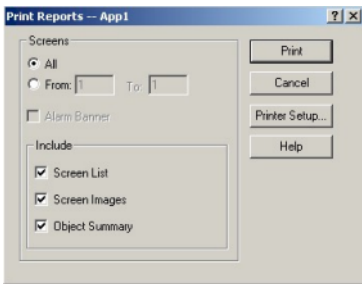 Print Reports -- App1
Screens
All
From: 1 To: 1
Alarm Banner
Include
Screen List
Screen Images
Object Summary
Print
Cancel
Printer Setup...
Help